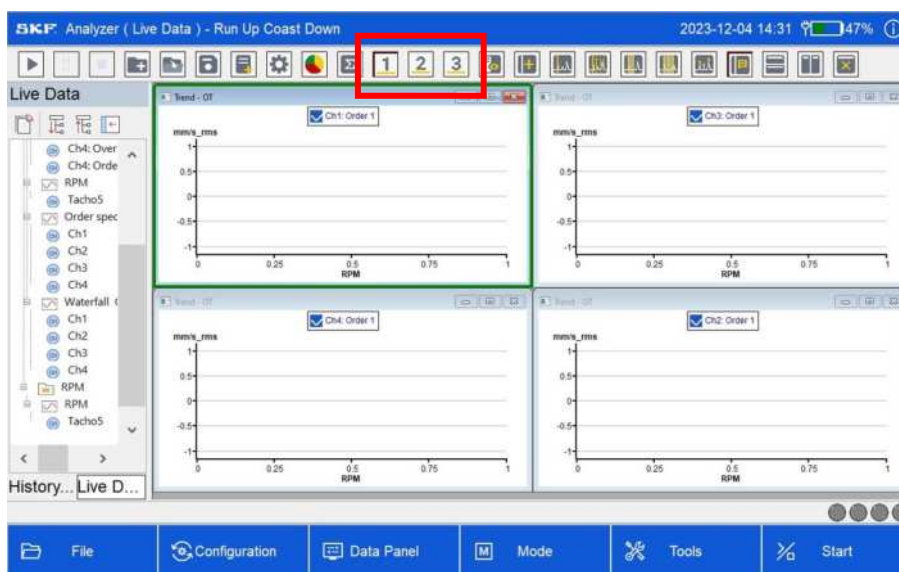 SKF Analyzer ( Live Data ) - Run Up Coast Down 2023-12-04 14:31 47%
1 2 3
Live Data
Ch4: Over
Ch4: Orde
RPM
Tacho5
Order spec
Ch1
Ch2
Ch3
Ch4
Waterfall
Ch1
Ch2
Ch3
Ch4
RPM
RPM
Tacho5
History... Live D...
Trend - OT
Ch1: Order 1
mm/s_rms
1
0.5
0
-0.5
-1
0 0.25 0.5 0.75 1
RPM
Trend - OT
Ch3: Order 1
mm/s_rms
1
0.5
0
-0.5
-1
0 0.25 0.5 0.75 1
RPM
Trend - OT
Ch4: Order 1
mm/s_rms
1
0.5
0
-0.5
-1
0 0.25 0.5 0.75 1
RPM
Trend - OT
Ch2: Order 1
mm/s_rms
1
0.5
0
-0.5
-1
0 0.25 0.5 0.75 1
RPM
File Configuration Data Panel M Mode Tools Start